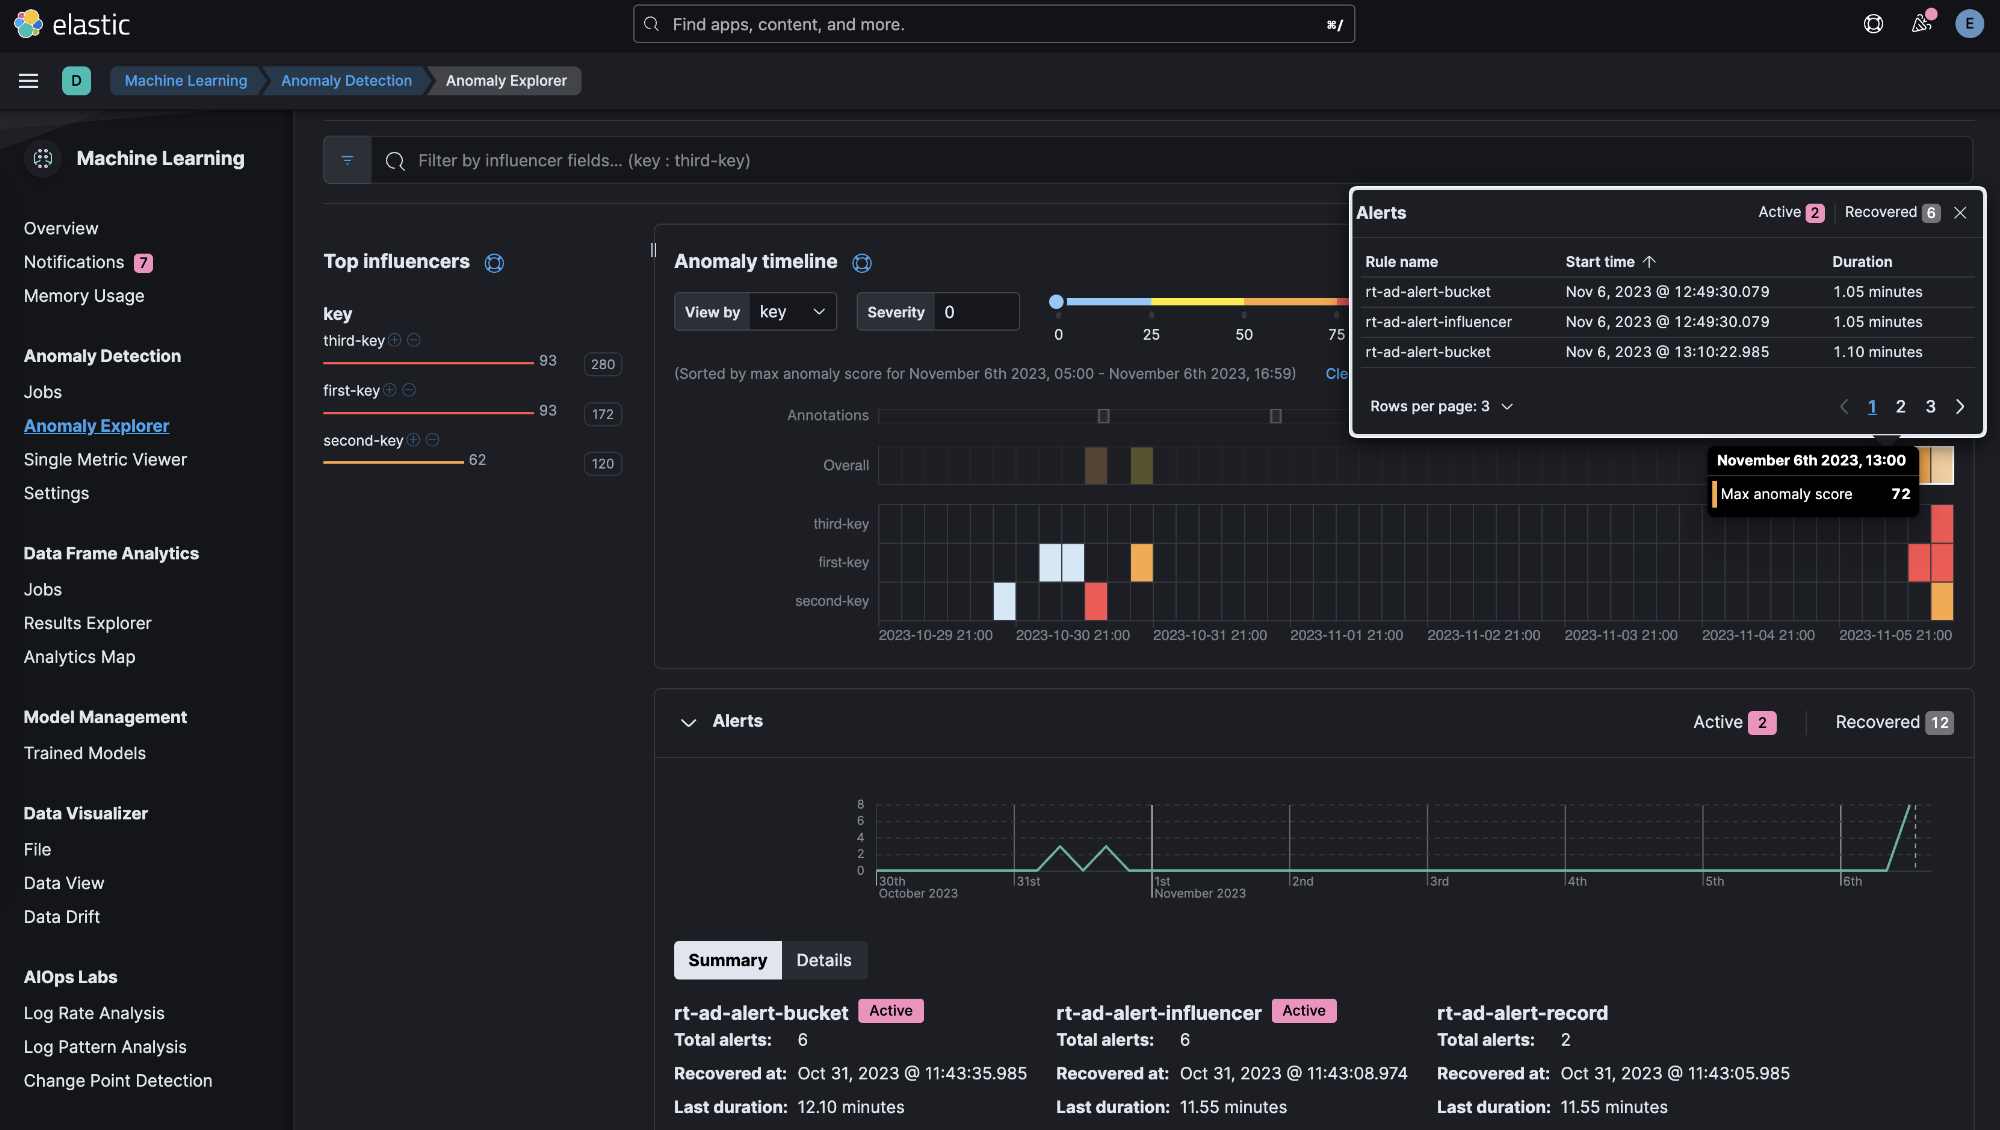 elastic
Find apps, content, and more.
⌘/
E
D
Machine Learning
Anomaly Detection
Anomaly Explorer
Machine Learning
Overview
Notifications 7
Memory Usage
Anomaly Detection
Jobs
Anomaly Explorer
Single Metric Viewer
Settings
Data Frame Analytics
Jobs
Results Explorer
Analytics Map
Model Management
Trained Models
Data Visualizer
File
Data View
Data Drift
AIOps Labs
Log Rate Analysis
Log Pattern Analysis
Change Point Detection
Filter by influencer fields... (key : third-key)
Top influencers
key
third-key
93
280
first-key
93
172
second-key
62
120
Anomaly timeline
View by key
Severity 0
0 25 50 75
(Sorted by max anomaly score for November 6th 2023, 05:00 - November 6th 2023, 16:59)
Cle
Annotations
Overall
third-key
first-key
second-key
2023-10-29 21:00 2023-10-30 21:00 2023-10-31 21:00 2023-11-01 21:00 2023-11-02 21:00 2023-11-03 21:00 2023-11-04 21:00 2023-11-05 21:00
Alerts
Active 2
Recovered 6
Rule name Start time Duration
rt-ad-alert-bucket Nov 6, 2023 @ 12:49:30.079 1.05 minutes
rt-ad-alert-influencer Nov 6, 2023 @ 12:49:30.079 1.05 minutes
rt-ad-alert-bucket Nov 6, 2023 @ 13:10:22.985 1.10 minutes
Rows per page: 3
1 2 3
November 6th 2023, 13:00
Max anomaly score 72
Alerts
Active 2
Recovered 12
8
6
4
2
0
30th 31st 1st 2nd 3rd 4th 5th 6th
October 2023 November 2023
Summary Details
rt-ad-alert-bucket Active
Total alerts: 6
Recovered at: Oct 31, 2023 @ 11:43:35.985
Last duration: 12.10 minutes
rt-ad-alert-influencer Active
Total alerts: 6
Recovered at: Oct 31, 2023 @ 11:43:08.974
Last duration: 11.55 minutes
rt-ad-alert-record
Total alerts: 2
Recovered at: Oct 31, 2023 @ 11:43:05.985
Last duration: 11.55 minutes